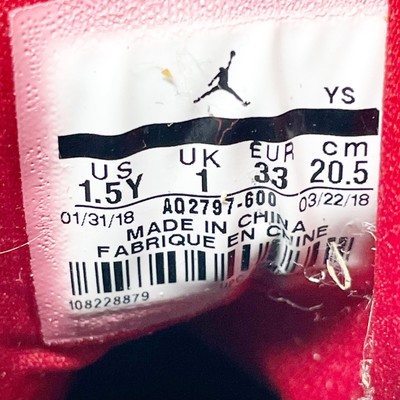 YS
US UK EUR cm
1.5Y 1 33 20.5
01/31/18 AQ2797-600 03/22/18
MADE IN CHINA
FABRIQUE EN CHINE
108228879